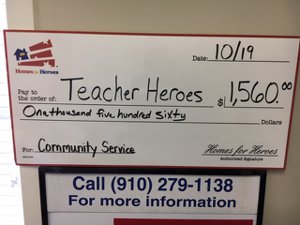 Homes for Heroes
Date: 10/19
Pay to
the order of: Teacher Heroes $1,560.00
One thousand five hundred sixty Dollars
For: Community Service Homes for Heroes
Authorized Signature
Call (910) 279-1138
For more information